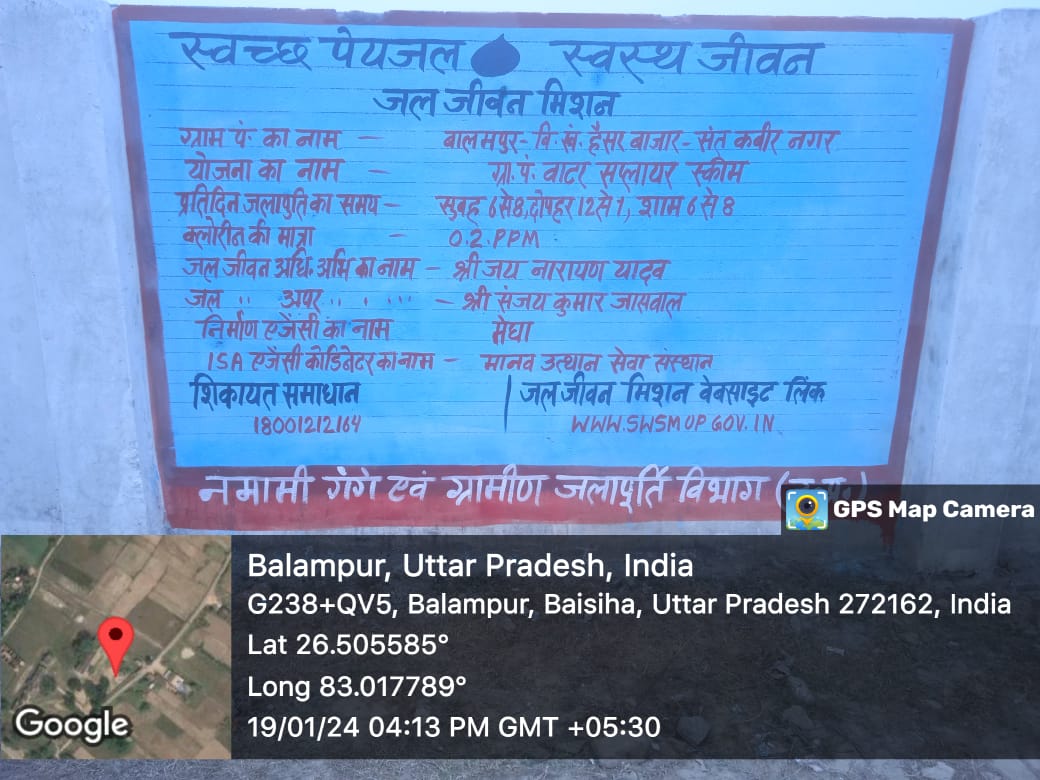 स्वच्छ पेयजल स्वस्थ जीवन
जल जीवन मिशन
ग्राम पं. का नाम – बालमपुर- वि. खं. हैसर बाजार - संत कबीर नगर
योजना का नाम – ग्रा. पं. वाटर सप्लायर स्कीम
प्रतिदिन जलापुति का समय – सुबह 6 से 8, दोपहर 12 से 1, शाम 6 से 8
क्लोरीन की मात्रा – 0.2.PPM
जल जीवन अधि. अभि का नाम – श्री जय नारायण यादव
जल ,, अपर ,, – श्री संजय कुमार जासवाल
निर्माण एजेंसी का नाम मेघा
ISA एजेंसी कोडिनेटर का नाम – मानव उत्थान सेवा संस्थान
शिकायत समाधान | जल जीवन मिशन वेबसाइट लिंक
18001212164 WWW.SWSMUP.GOV.IN
नमामी गंगे एवं ग्रामीण जलापूर्ति विभाग
GPS Map Camera
Balampur, Uttar Pradesh, India
G238+QV5, Balampur, Baisiha, Uttar Pradesh 272162, India
Lat 26.505585°
Long 83.017789°
19/01/24 04:13 PM GMT +05:30
Google